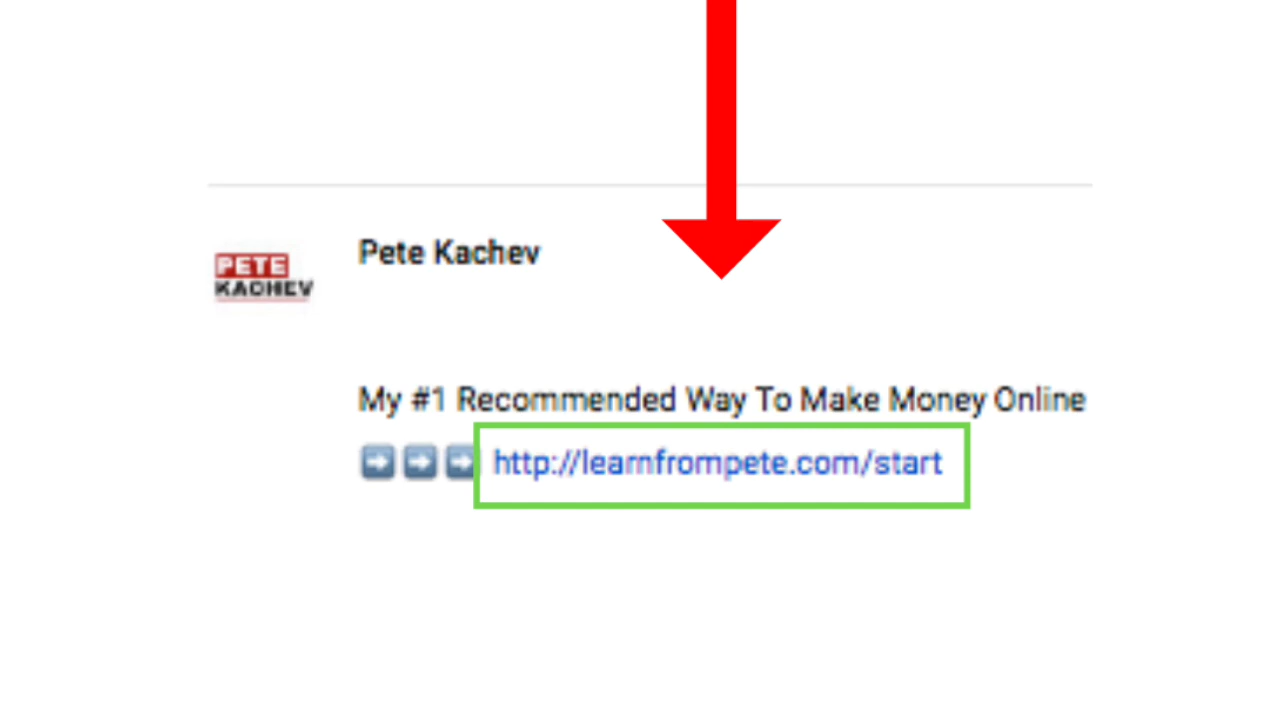 Pete Kachev
PETE
KACHEV
My #1 Recommended Way To Make Money Online
➡➡➡ http://learnfrompete.com/start